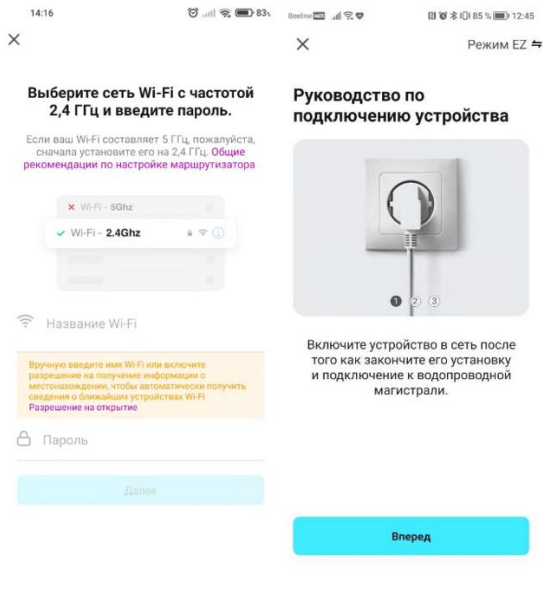 14:16
83%
Выберите сеть Wi-Fi с частотой
2,4 ГГц и введите пароль.
Если ваш Wi-Fi составляет 5 ГГц, пожалуйста,
сначала установите его на 2,4 ГГц. Общие
рекомендации по настройке маршрутизатора
Wi-Fi - 5Ghz
Wi-Fi - 2.4Ghz
Название Wi-Fi
Вручную введите имя Wi-Fi или включите
разрешение на получение информации о
местонахождении, чтобы автоматически получить
сведения о ближайших устройствах Wi-Fi
Разрешение на открытие
Пароль
Далее
Beeline 85 % 12:45
Режим EZ
Руководство по
подключению устройства
1 2 3
Включите устройство в сеть после
того как закончите его установку
и подключение к водопроводной
магистрали.
Вперед